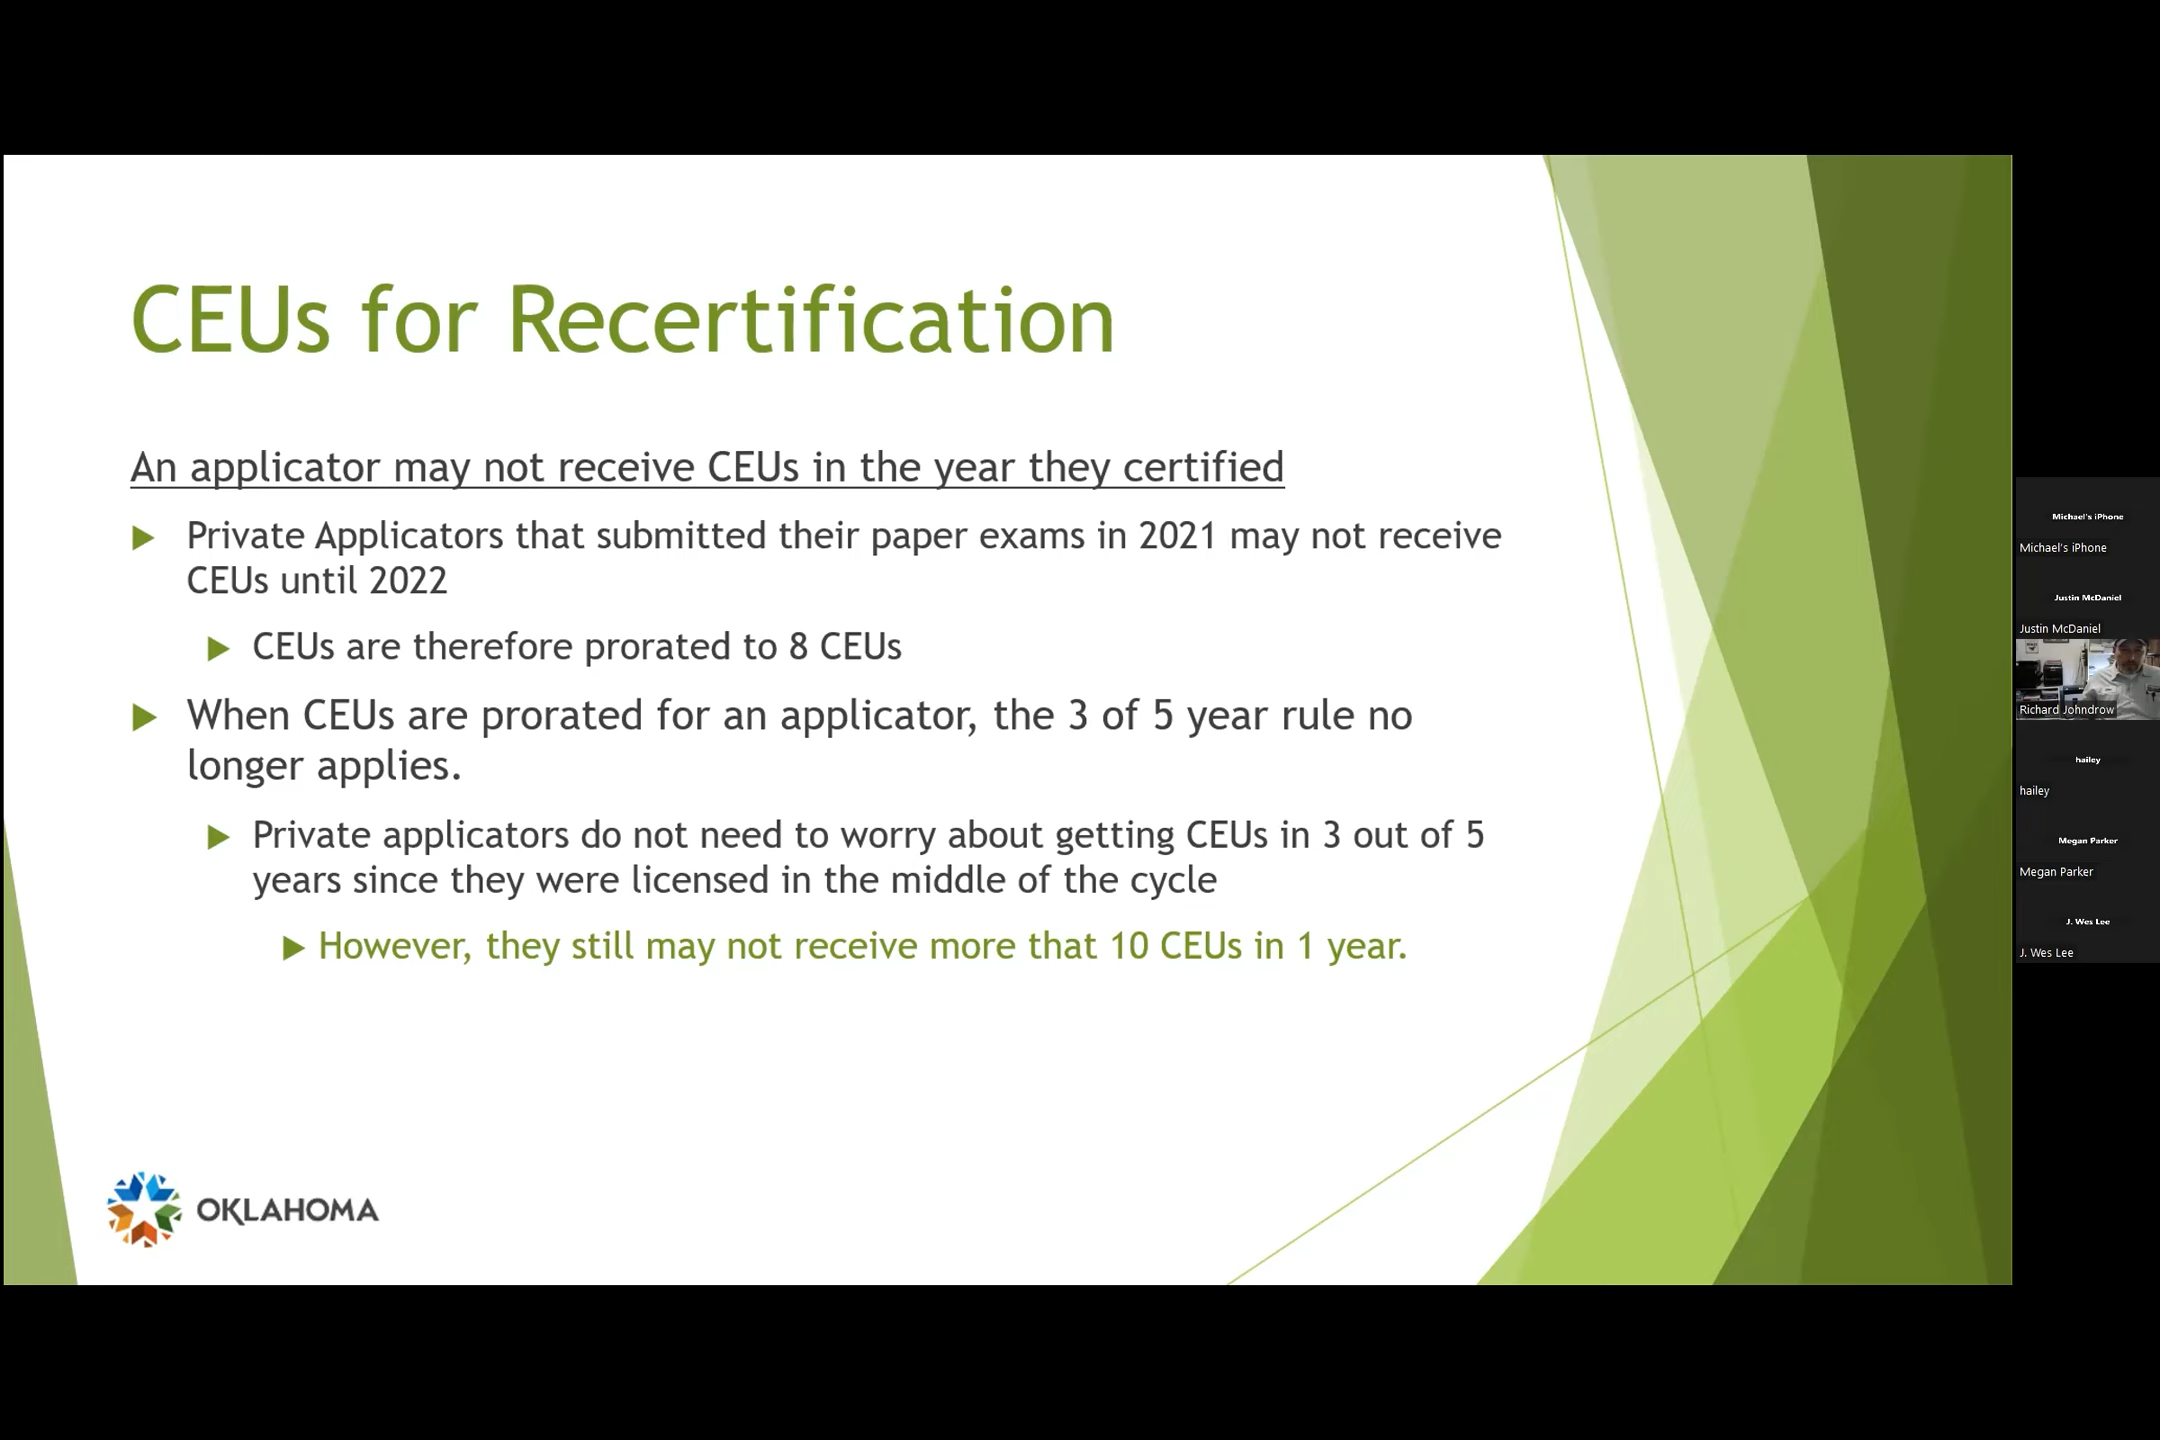 CEUs for Recertification
An applicator may not receive CEUs in the year they certified
Private Applicators that submitted their paper exams in 2021 may not receive
CEUs until 2022
CEUs are therefore prorated to 8 CEUs
When CEUs are prorated for an applicator, the 3 of 5 year rule no
longer applies.
Private applicators do not need to worry about getting CEUs in 3 out of 5
years since they were licensed in the middle of the cycle
However, they still may not receive more that 10 CEUs in 1 year.
OKLAHOMA
Michael's iPhone
Michael's iPhone
Justin McDaniel
Justin McDaniel
Richard Johndrow
hailey
hailey
Megan Parker
Megan Parker
J. Wes Lee
J. Wes Lee